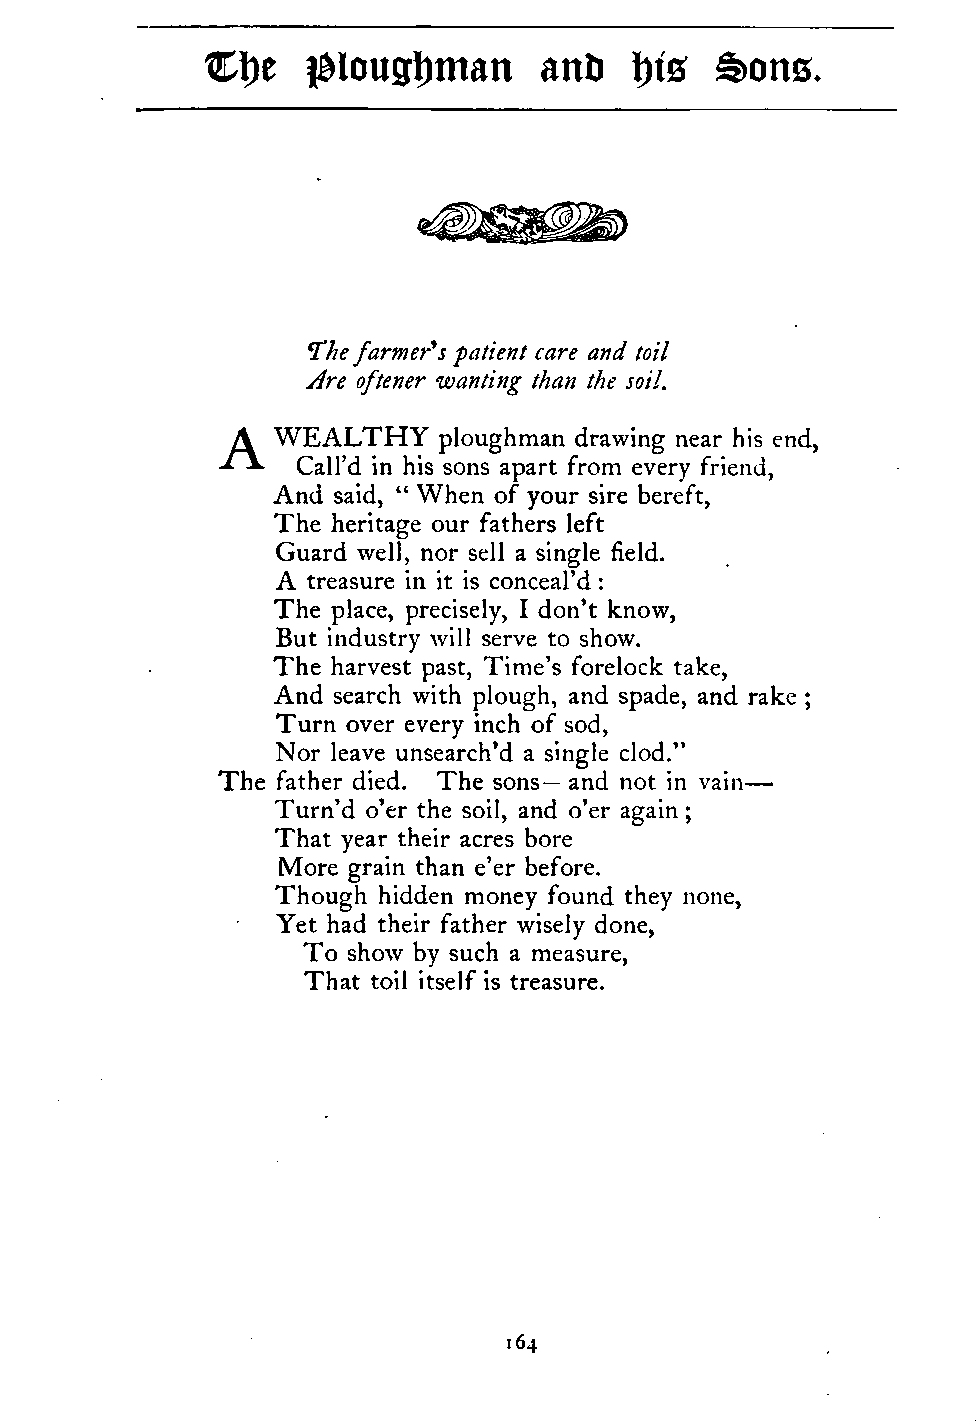 The Ploughman and his Sons.
The farmer's patient care and toil
Are oftener wanting than the soil.
A WEALTHY ploughman drawing near his end,
Call'd in his sons apart from every friend,
And said, “ When of your sire bereft,
The heritage our fathers left
Guard well, nor sell a single field.
A treasure in it is conceal'd :
The place, precisely, I don't know,
But industry will serve to show.
The harvest past, Time's forelock take,
And search with plough, and spade, and rake ;
Turn over every inch of sod,
Nor leave unsearch'd a single clod.”
The father died. The sons—and not in vain—
Turn'd o'er the soil, and o'er again ;
That year their acres bore
More grain than e'er before.
Though hidden money found they none,
Yet had their father wisely done,
To show by such a measure,
That toil itself is treasure.
164